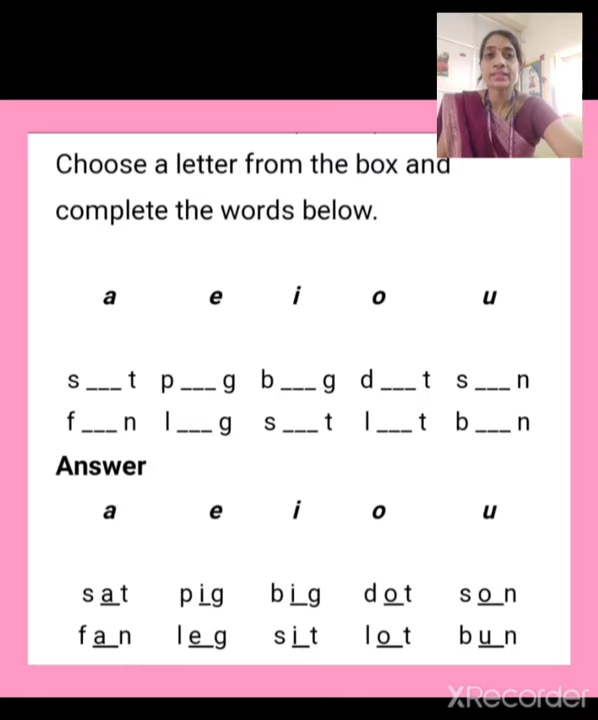 Choose a letter from the box and
complete the words below.
a e i o u
s ___ t p ___ g b ___ g d ___ t s ___ n
f ___ n l ___ g s ___ t l ___ t b ___ n
Answer
a e i o u
s a t p i g b i g d o t s o n
f a n l e g s i t l o t b u n
XRecorder